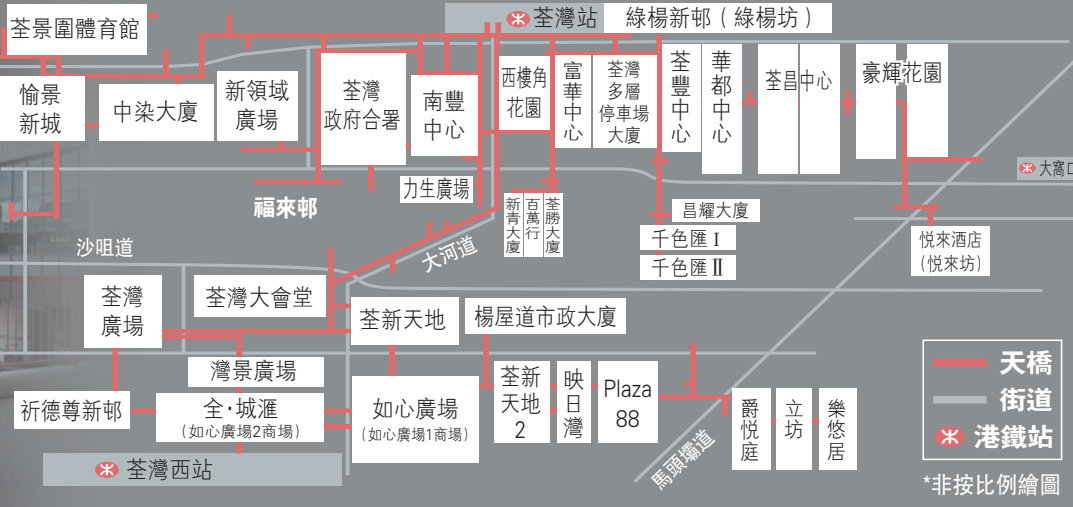 荃灣站
綠楊新邨（綠楊坊）
荃景圍體育館
愉景
新城
中染大廈
新領域
廣場
荃灣
政府合署
南豐
中心
西樓角
花園
富華中心
荃灣
多層
停車場
大廈
荃豐中心
華都中心
荃昌中心
豪輝花園
大窩口
福來邨
力生廣場
新青大廈
百萬行
荃勝大廈
昌耀大廈
千色匯 I
千色匯 II
悦來酒店
(悦来坊)
沙咀道
大河道
荃灣
廣場
荃灣大會堂
荃新天地
楊屋道市政大廈
灣景廣場
祈德尊新邨
全·城滙
(如心廣場2商場)
如心廣場
(如心廣場1商場)
荃新
天地
2
映日灣
Plaza
88
爵悦庭
立坊
樂悠居
馬頭壩道
荃灣西站
天橋
街道
港鐵站
*非按比例繪圖